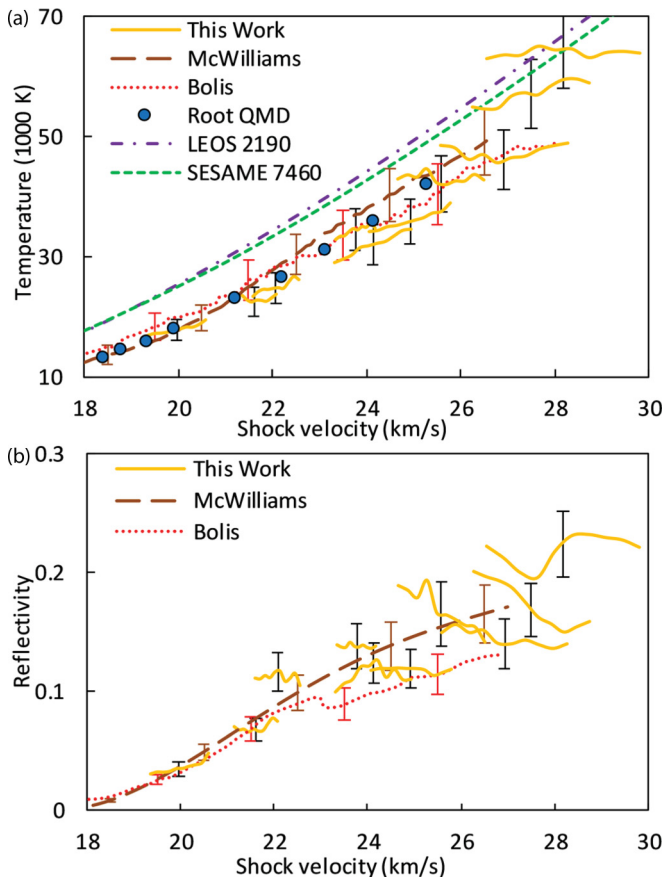 (a)
70
50
30
10
Temperature (1000 K)
This Work
McWilliams
Bolis
Root QMD
LEOS 2190
SESAME 7460
18 20 22 24 26 28 30
Shock velocity (km/s)
(b)
0.3
0.2
0.1
0
Reflectivity
This Work
McWilliams
Bolis
18 20 22 24 26 28 30
Shock velocity (km/s)